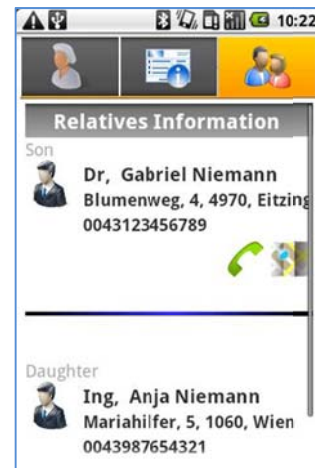 10:22
Relatives Information
Son
Dr, Gabriel Niemann
Blumenweg, 4, 4970, Eitzing
0043123456789
Daughter
Ing, Anja Niemann
Mariahilfer, 5, 1060, Wien
0043987654321